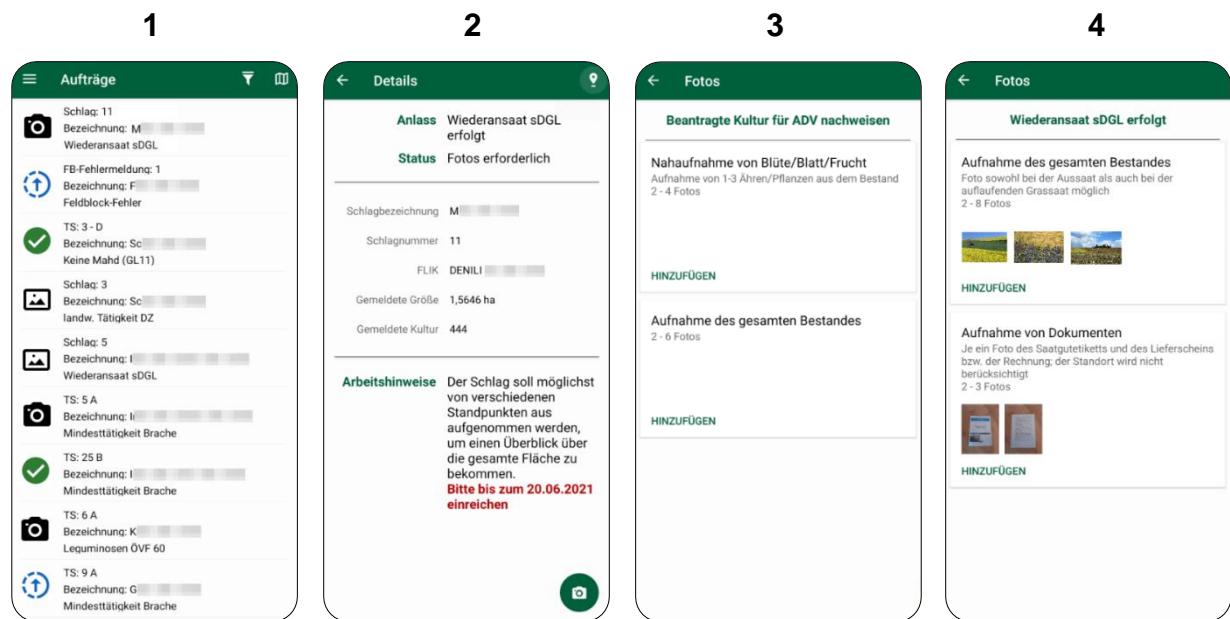 1
2
3
4
Aufträge
Schlag: 11
Bezeichnung: M
Wiederansaat sDGL
FB-Fehlermeldung: 1
Bezeichnung: F
Feldblock-Fehler
TS: 3 - D
Bezeichnung: Sc
Keine Mahd (GL11)
Schlag: 3
Bezeichnung: Sc
landw. Tätigkeit DZ
Schlag: 5
Bezeichnung:
Wiederansaat sDGL
TS: 5 A
Bezeichnung:
Mindesttätigkeit Brache
TS: 25 B
Bezeichnung:
Mindesttätigkeit Brache
TS: 6 A
Bezeichnung: K
Leguminosen ÖVF 60
TS: 9 A
Bezeichnung: G
Mindesttätigkeit Brache
Details
Anlass Wiederansaat sDGL
erfolgt
Status Fotos erforderlich
Schlagbezeichnung M
Schlagnummer 11
FLIK DENILI
Gemeldete Größe 1,5646 ha
Gemeldete Kultur 444
Arbeitshinweise Der Schlag soll möglichst
von verschiedenen
Standpunkten aus
aufgenommen werden,
um einen Überblick über
die gesamte Fläche zu
bekommen.
Bitte bis zum 20.06.2021
einreichen
Fotos
Beantragte Kultur für ADV nachweisen
Nahaufnahme von Blüte/Blatt/Frucht
Aufnahme von 1-3 Ähren/Pflanzen aus dem Bestand
2 - 4 Fotos
HINZUFÜGEN
Aufnahme des gesamten Bestandes
2 - 6 Fotos
HINZUFÜGEN
Fotos
Wiederansaat sDGL erfolgt
Aufnahme des gesamten Bestandes
Foto sowohl bei der Aussaat als auch bei der
auflaufenden Grassaat möglich
2 - 8 Fotos
HINZUFÜGEN
Aufnahme von Dokumenten
Je ein Foto des Saatgutetiketts und des Lieferscheins
bzw. der Rechnung; der Standort wird nicht
berücksichtigt
2 - 3 Fotos
HINZUFÜGEN